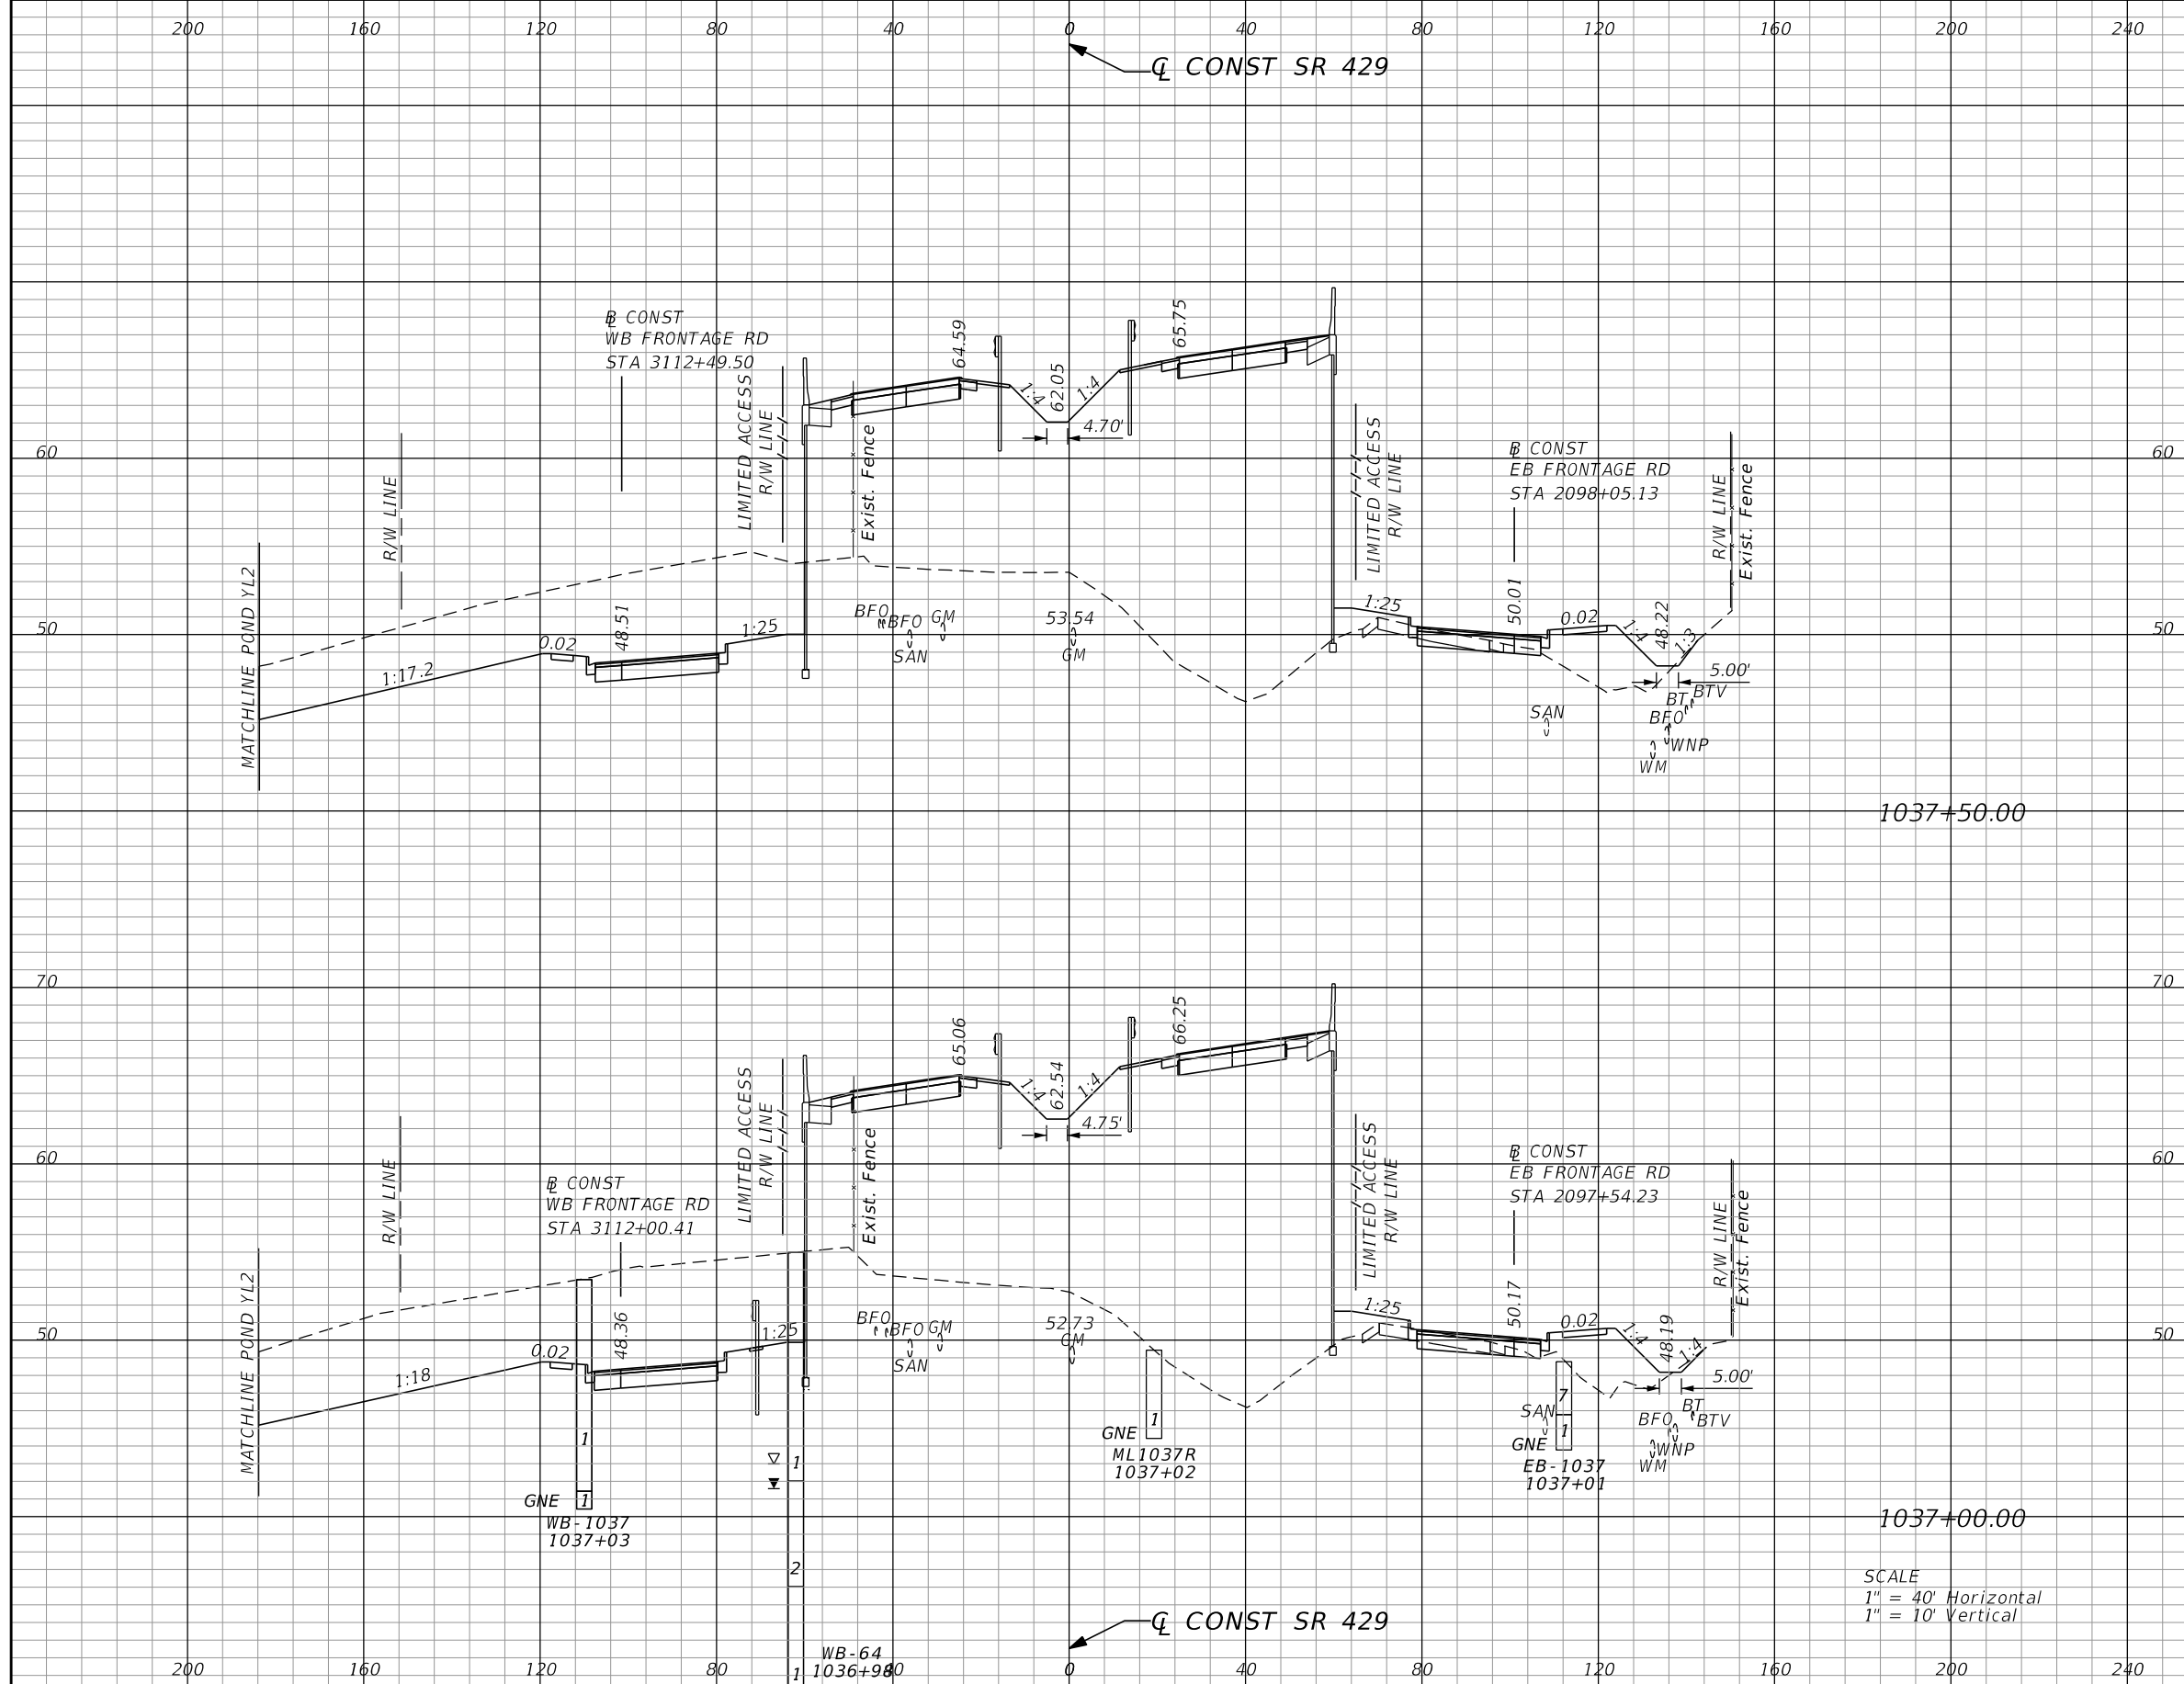 200 160 120 80 40 0 40 80 120 160 200 240
℄ CONST SR 429
B̲L CONST
WB FRONTAGE RD
STA 3112+49.50
LIMITED ACCESS
R/W LINE
Exist. Fence
64.59
62.05
1:4
1:4
4.70'
65.75
LIMITED ACCESS
R/W LINE
BL CONST
EB FRONTAGE RD
STA 2098+05.13
R/W LINE
Exist. Fence
60
60
R/W LINE
MATCHLINE POND YL2
50
1:17.2
0.02
48.51
1:25
BFO
BFO
GM
SAN
53.54
GM
1:25
50.01
0.02
1:4
48.22
1:3
50
5.00'
SAN
BT
BTV
BFO
WNP
WM
1037+50.00
70
70
65.06
62.54
1:4
1:4
4.75'
66.25
LIMITED ACCESS
R/W LINE
Exist. Fence
LIMITED ACCESS
R/W LINE
60
60
R/W LINE
BL CONST
WB FRONTAGE RD
STA 3112+00.41
BL CONST
EB FRONTAGE RD
STA 2097+54.23
R/W LINE
Exist. Fence
MATCHLINE POND YL2
50
1:18
0.02
48.36
1:25
BFO
BFO
GM
SAN
52.73
GM
1:25
50.17
0.02
1:4
48.19
1:4
50
5.00'
7
SAN
1
GNE
EB-1037
1037+01
BT
BTV
BFO
WNP
WM
1
GNE
ML1037R
1037+02
1
1
GNE
WB-1037
1037+03
1
2
1
WB-64
1036+98
1037+00.00
SCALE
1" = 40' Horizontal
1" = 10' Vertical
℄ CONST SR 429
200 160 120 80 40 0 40 80 120 160 200 240